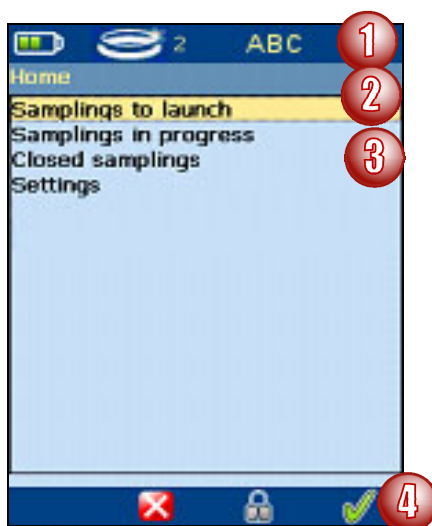 2 ABC 1
Home 2
Samplings to launch
Samplings in progress
Closed samplings 3
Settings
4